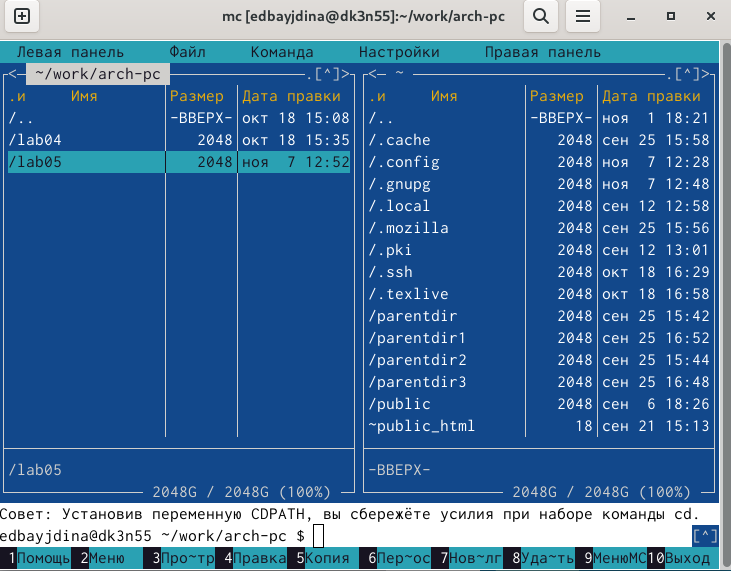 mc [edbayjdina@dk3n55]:~/work/arch-pc
Левая панель Файл Команда Настройки Правая панель
<— ~/work/arch-pc .[^]>
.и Имя Размер Дата правки
/.. -ВВЕРХ- окт 18 15:08
/lab04 2048 окт 18 15:35
/lab05 2048 ноя 7 12:52
/lab05
2048G / 2048G (100%)
<— ~ .[^]>
.и Имя Размер Дата правки
/.. -ВВЕРХ- ноя 1 18:21
/.cache 2048 сен 25 15:58
/.config 2048 ноя 7 12:28
/.gnupg 2048 ноя 7 12:48
/.local 2048 сен 12 12:58
/.mozilla 2048 сен 25 15:56
/.pki 2048 сен 12 13:01
/.ssh 2048 окт 18 16:29
/.texlive 2048 окт 18 16:58
/parentdir 2048 сен 25 15:42
/parentdir1 2048 сен 25 16:52
/parentdir2 2048 сен 25 15:44
/parentdir3 2048 сен 25 16:48
/public 2048 сен 6 18:26
~public_html 18 сен 21 15:13
-ВВЕРХ-
2048G / 2048G (100%)
Совет: Установив переменную CDPATH, вы сбережёте усилия при наборе команды cd.
edbayjdina@dk3n55 ~/work/arch-pc $ [^]
1Помощь 2Меню 3Про~тр 4Правка 5Копия 6Пер~ос 7Нов~лг 8Уда~ть 9МенюMC 10Выход